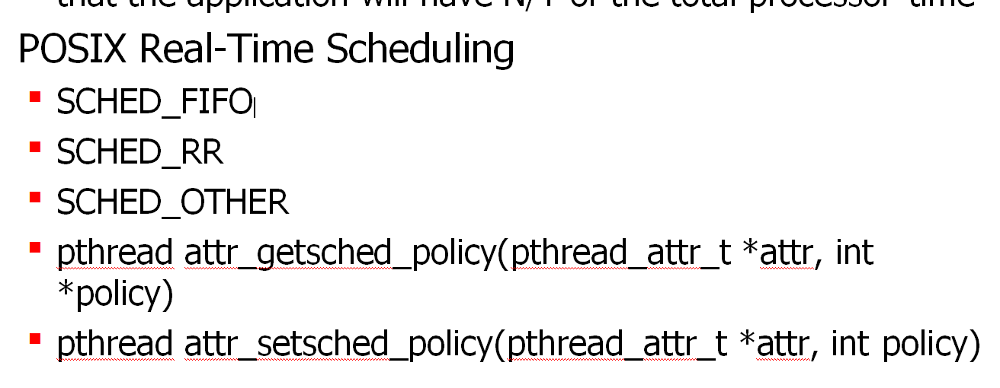 that the application will have N/T of the total processor time
POSIX Real-Time Scheduling
SCHED_FIFO
SCHED_RR
SCHED_OTHER
pthread attr_getsched_policy(pthread_attr_t *attr, int
*policy)
pthread attr_setsched_policy(pthread_attr_t *attr, int policy)